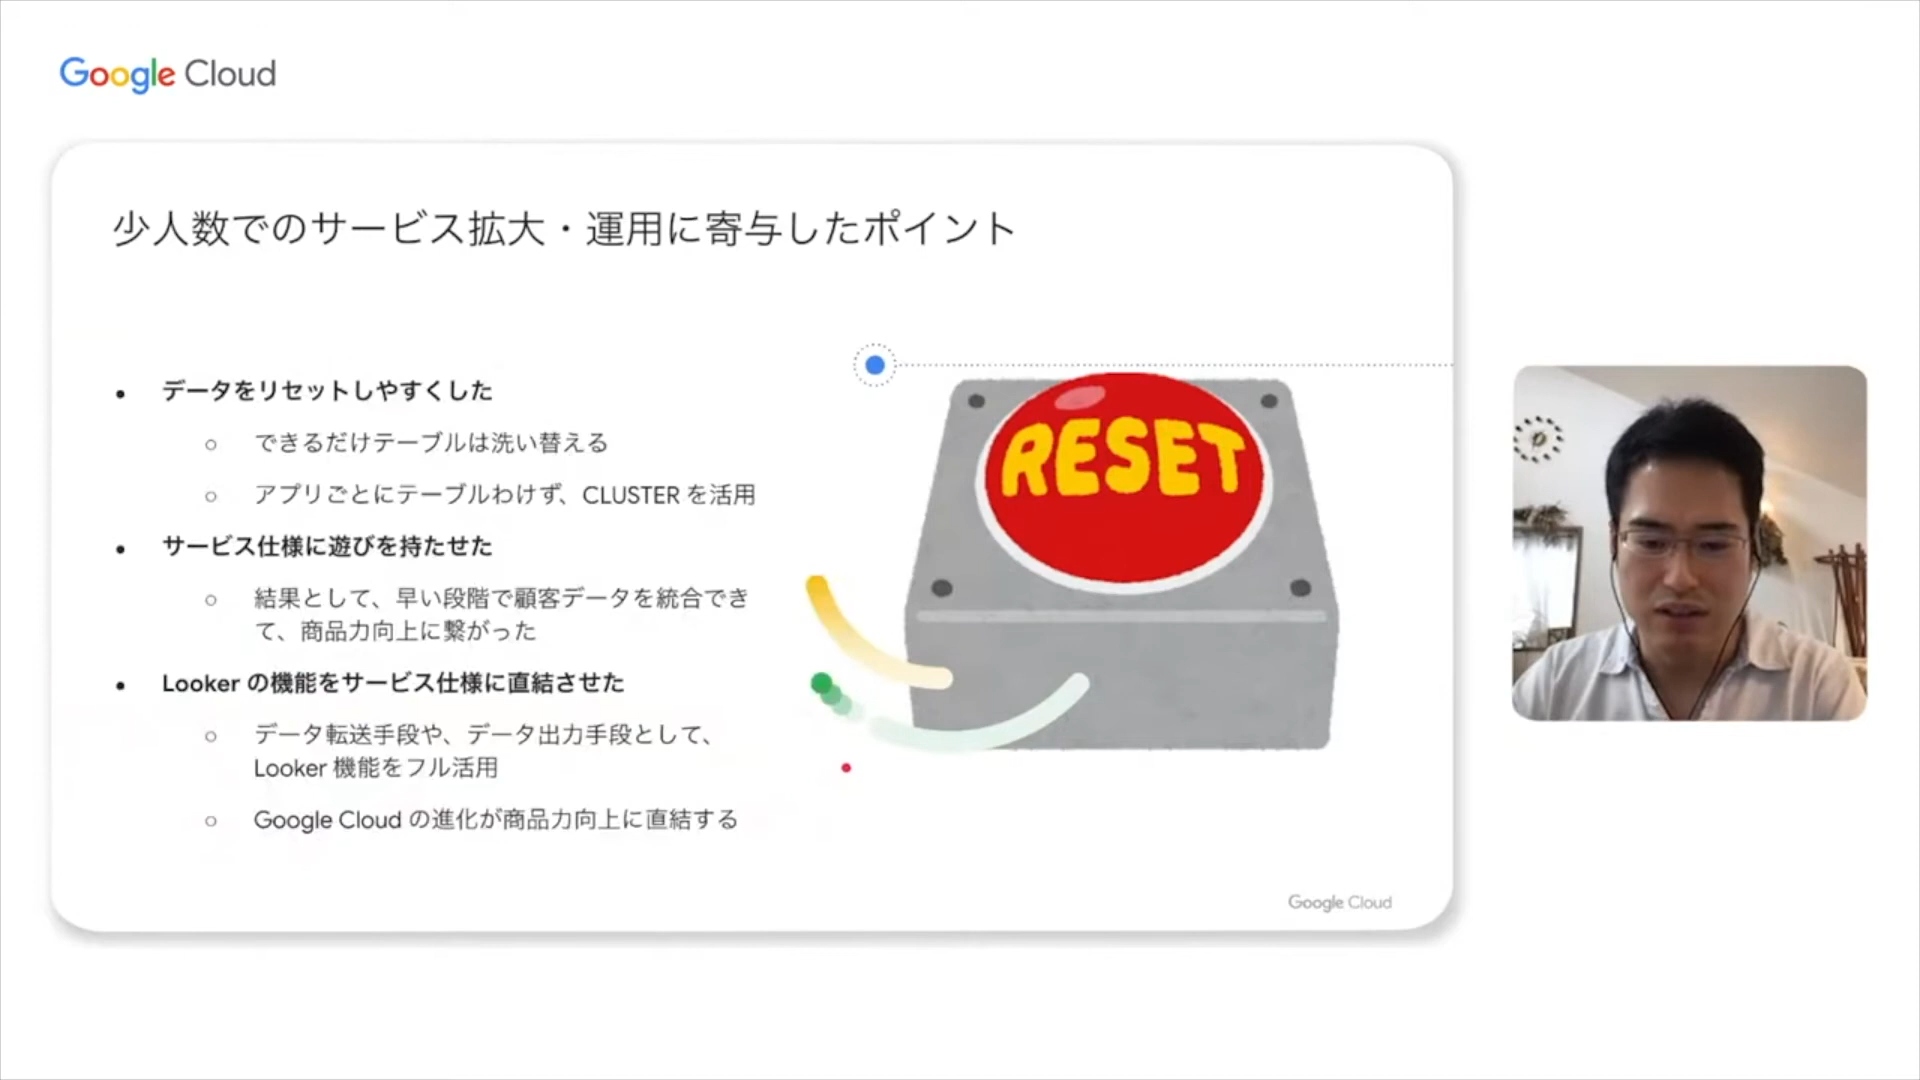 Google Cloud
少人数でのサービス拡大・運用に寄与したポイント
• データをリセットしやすくした
○ できるだけテーブルは洗い替える
○ アプリごとにテーブルわけず、CLUSTER を活用
• サービス仕様に遊びを持たせた
○ 結果として、早い段階で顧客データを統合でき
て、商品力向上に繋がった
• Looker の機能をサービス仕様に直結させた
○ データ転送手段や、データ出力手段として、
Looker 機能をフル活用
○ Google Cloud の進化が商品力向上に直結する
RESET
Google Cloud